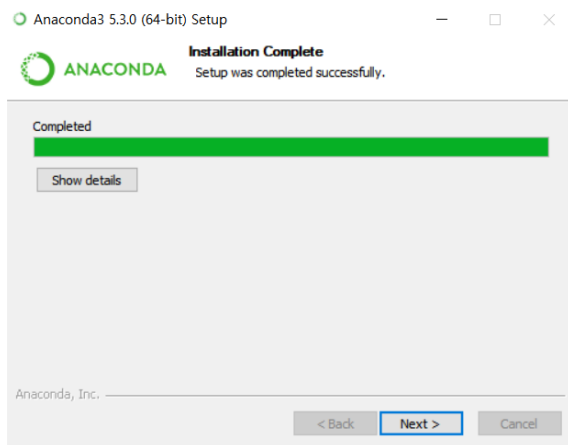 Anaconda3 5.3.0 (64-bit) Setup
ANACONDA
Installation Complete
Setup was completed successfully.
Completed
Show details
Anaconda, Inc.
< Back
Next >
Cancel